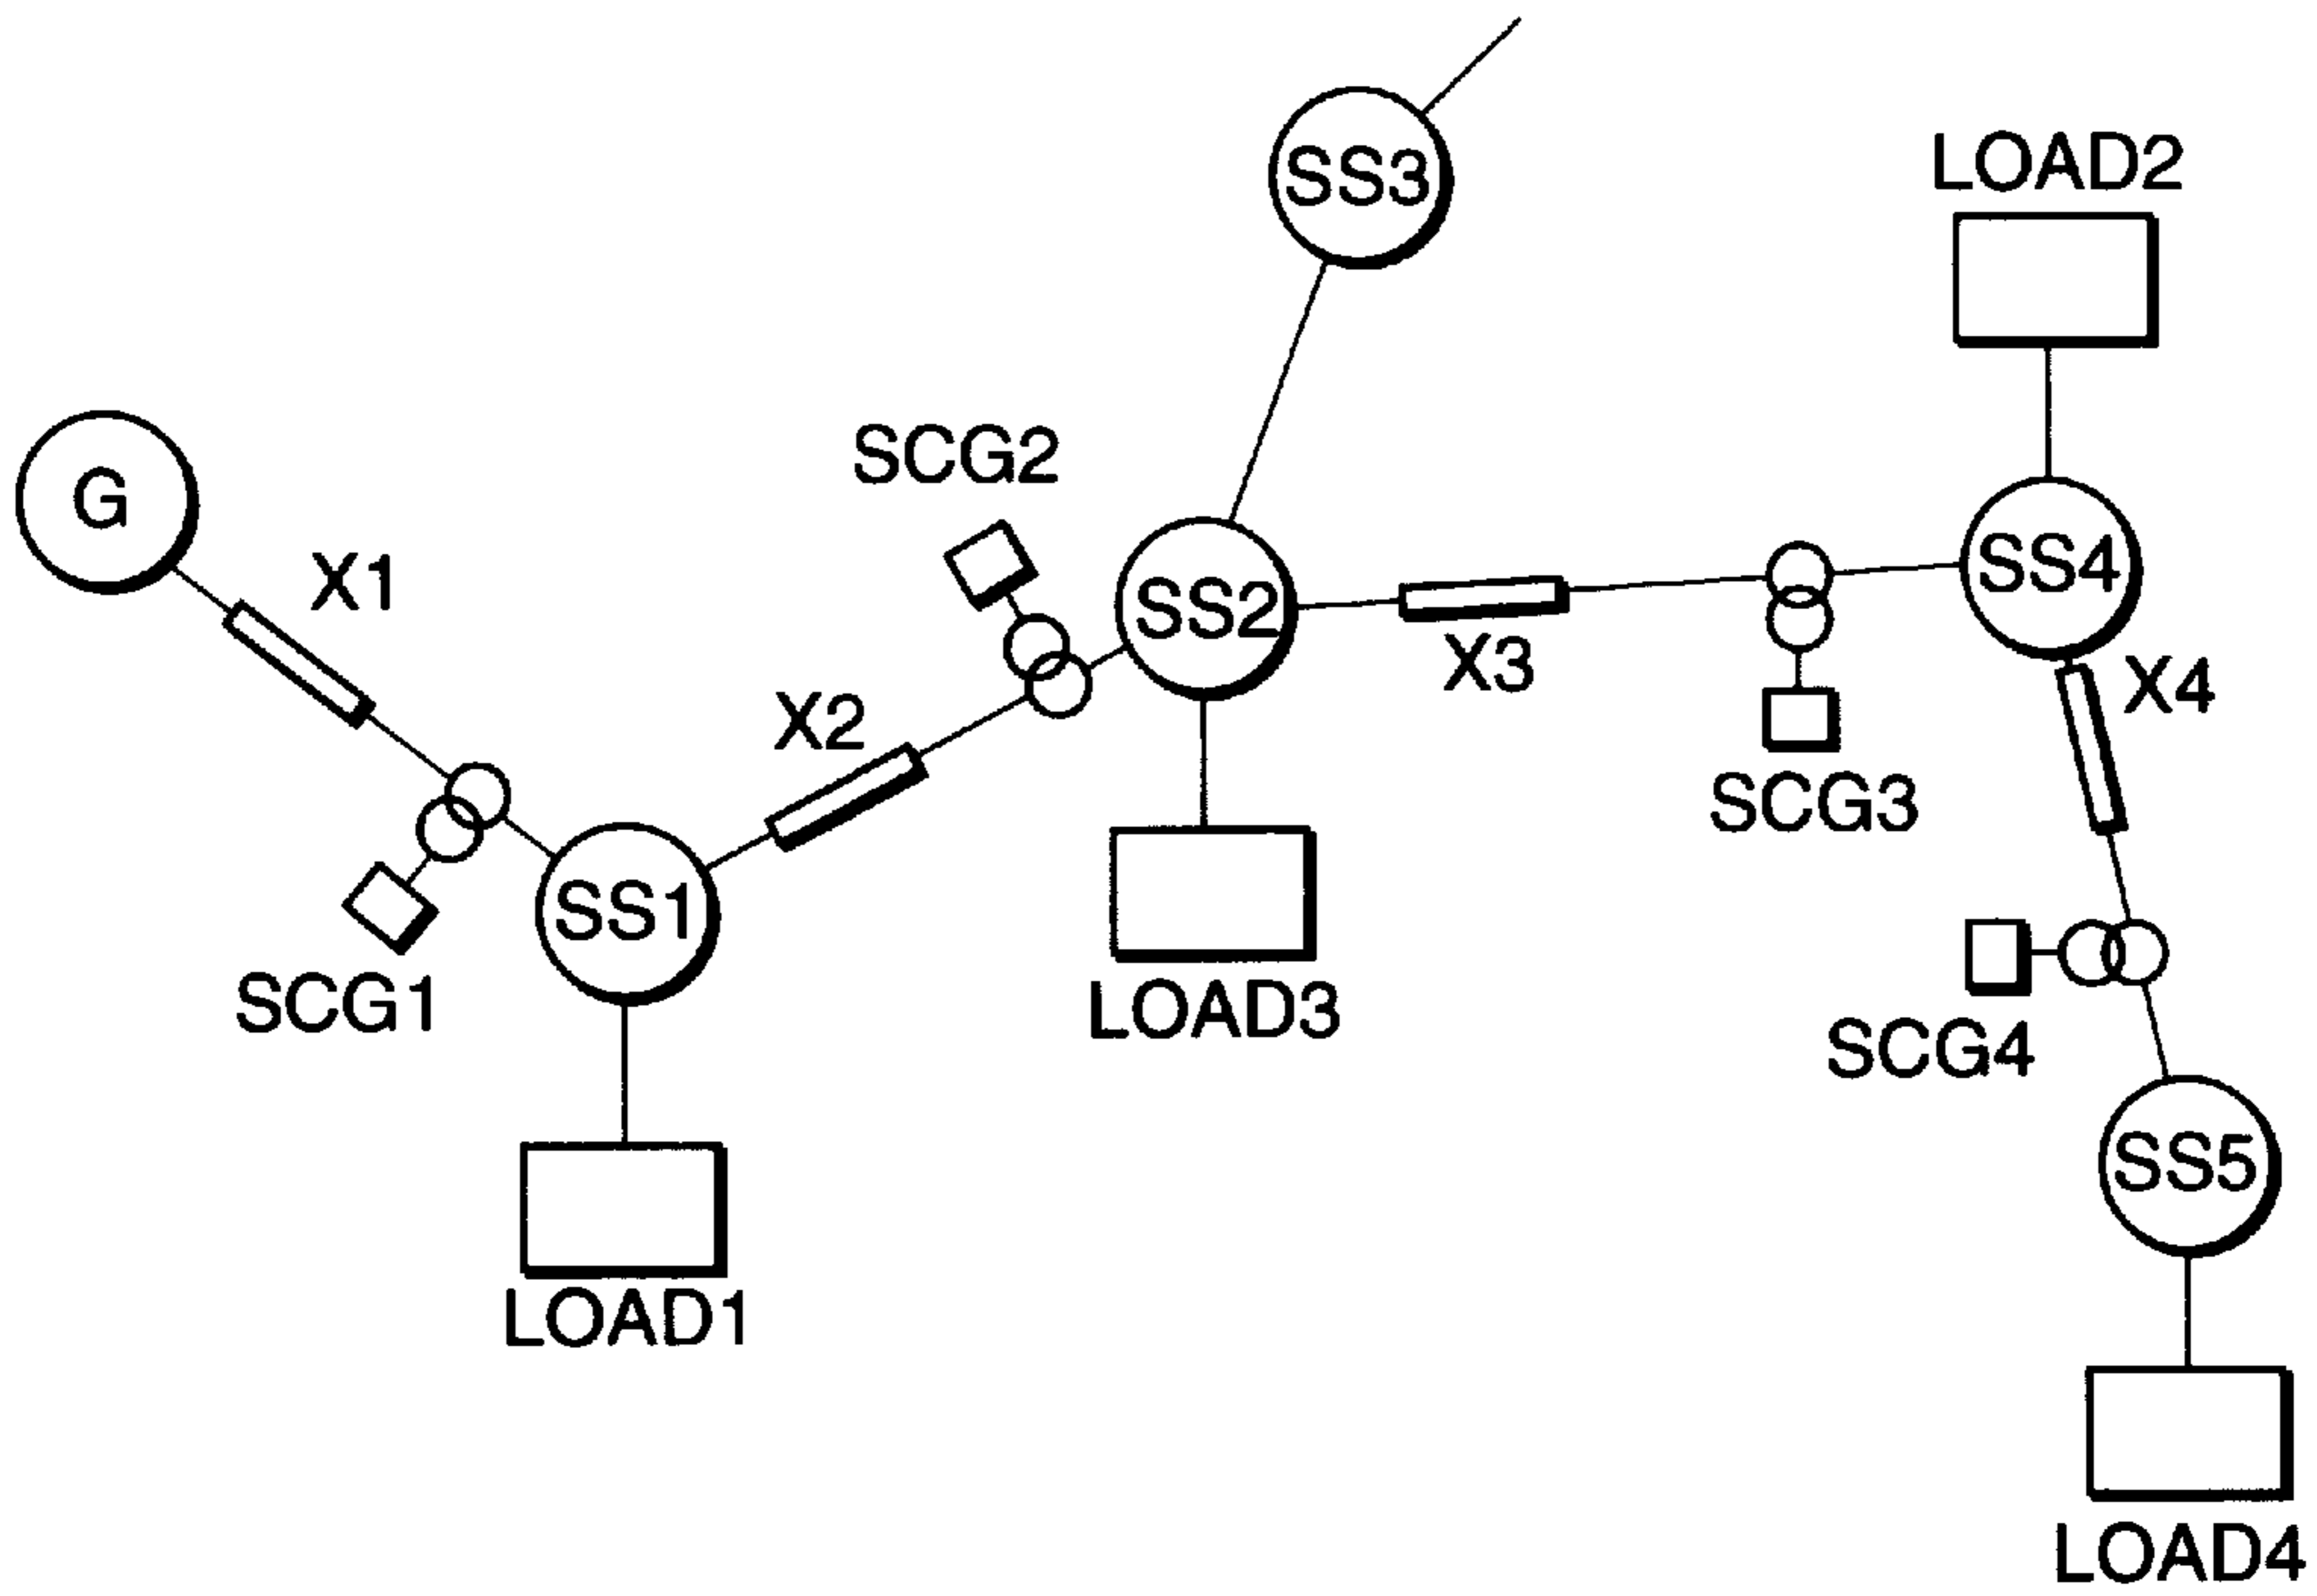 SS3
LOAD2
SCG2
G
X1
SS4
SS2
X3
X4
X2
SCG3
SS1
SCG1
LOAD3
SCG4
SS5
LOAD1
LOAD4